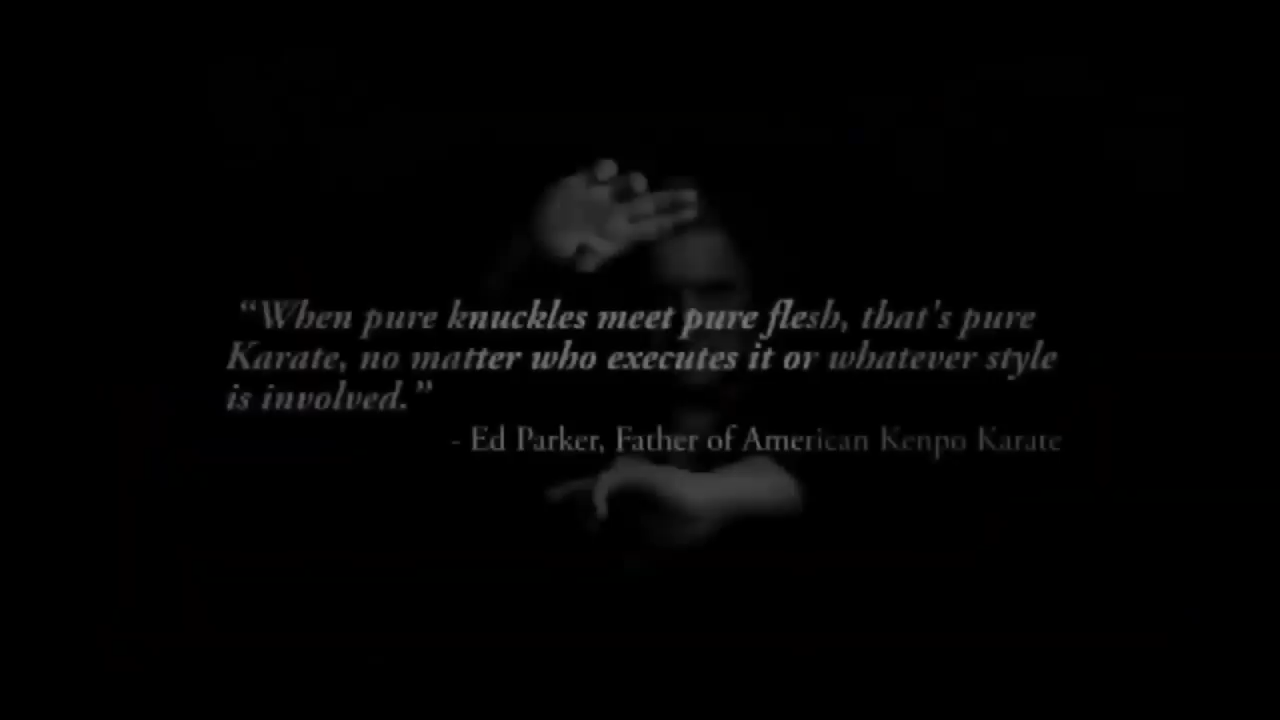 “When pure knuckles meet pure flesh, that's pure
Karate, no matter who executes it or whatever style
is involved.”
- Ed Parker, Father of American Kenpo Karate